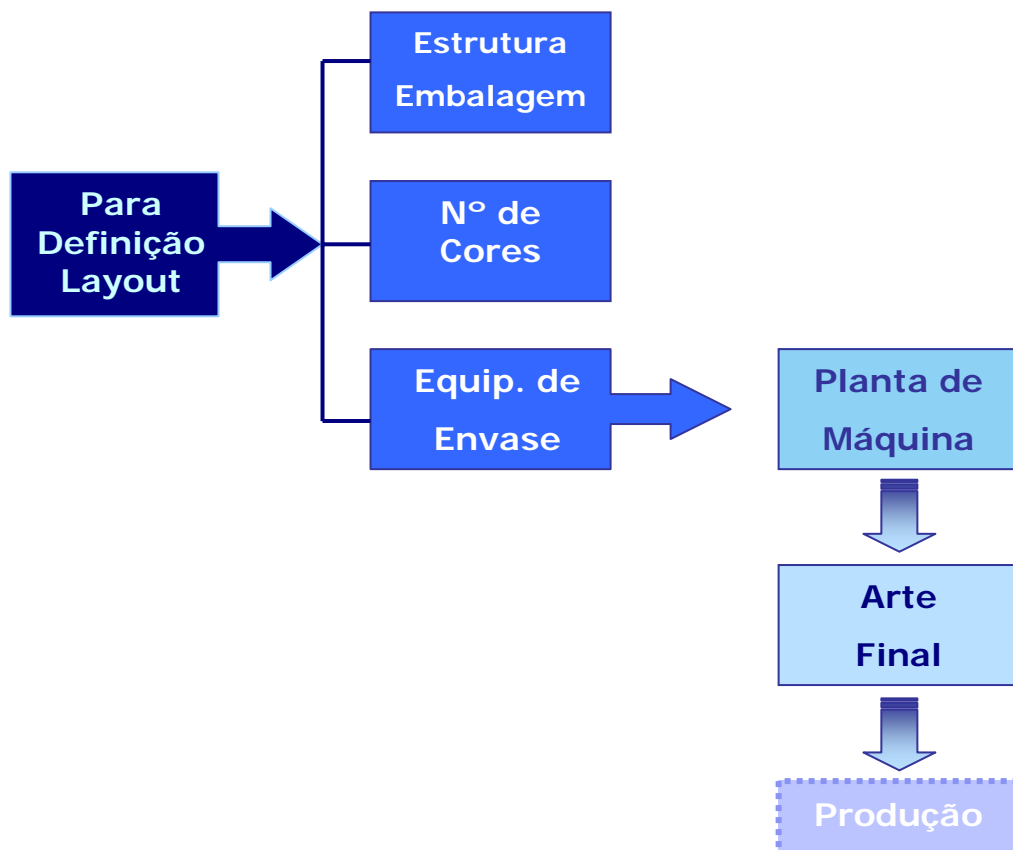 Estrutura
Embalagem
Para
Definição
Layout
Nº de
Cores
Equip. de
Envase
Planta de
Máquina
Arte
Final
Produção